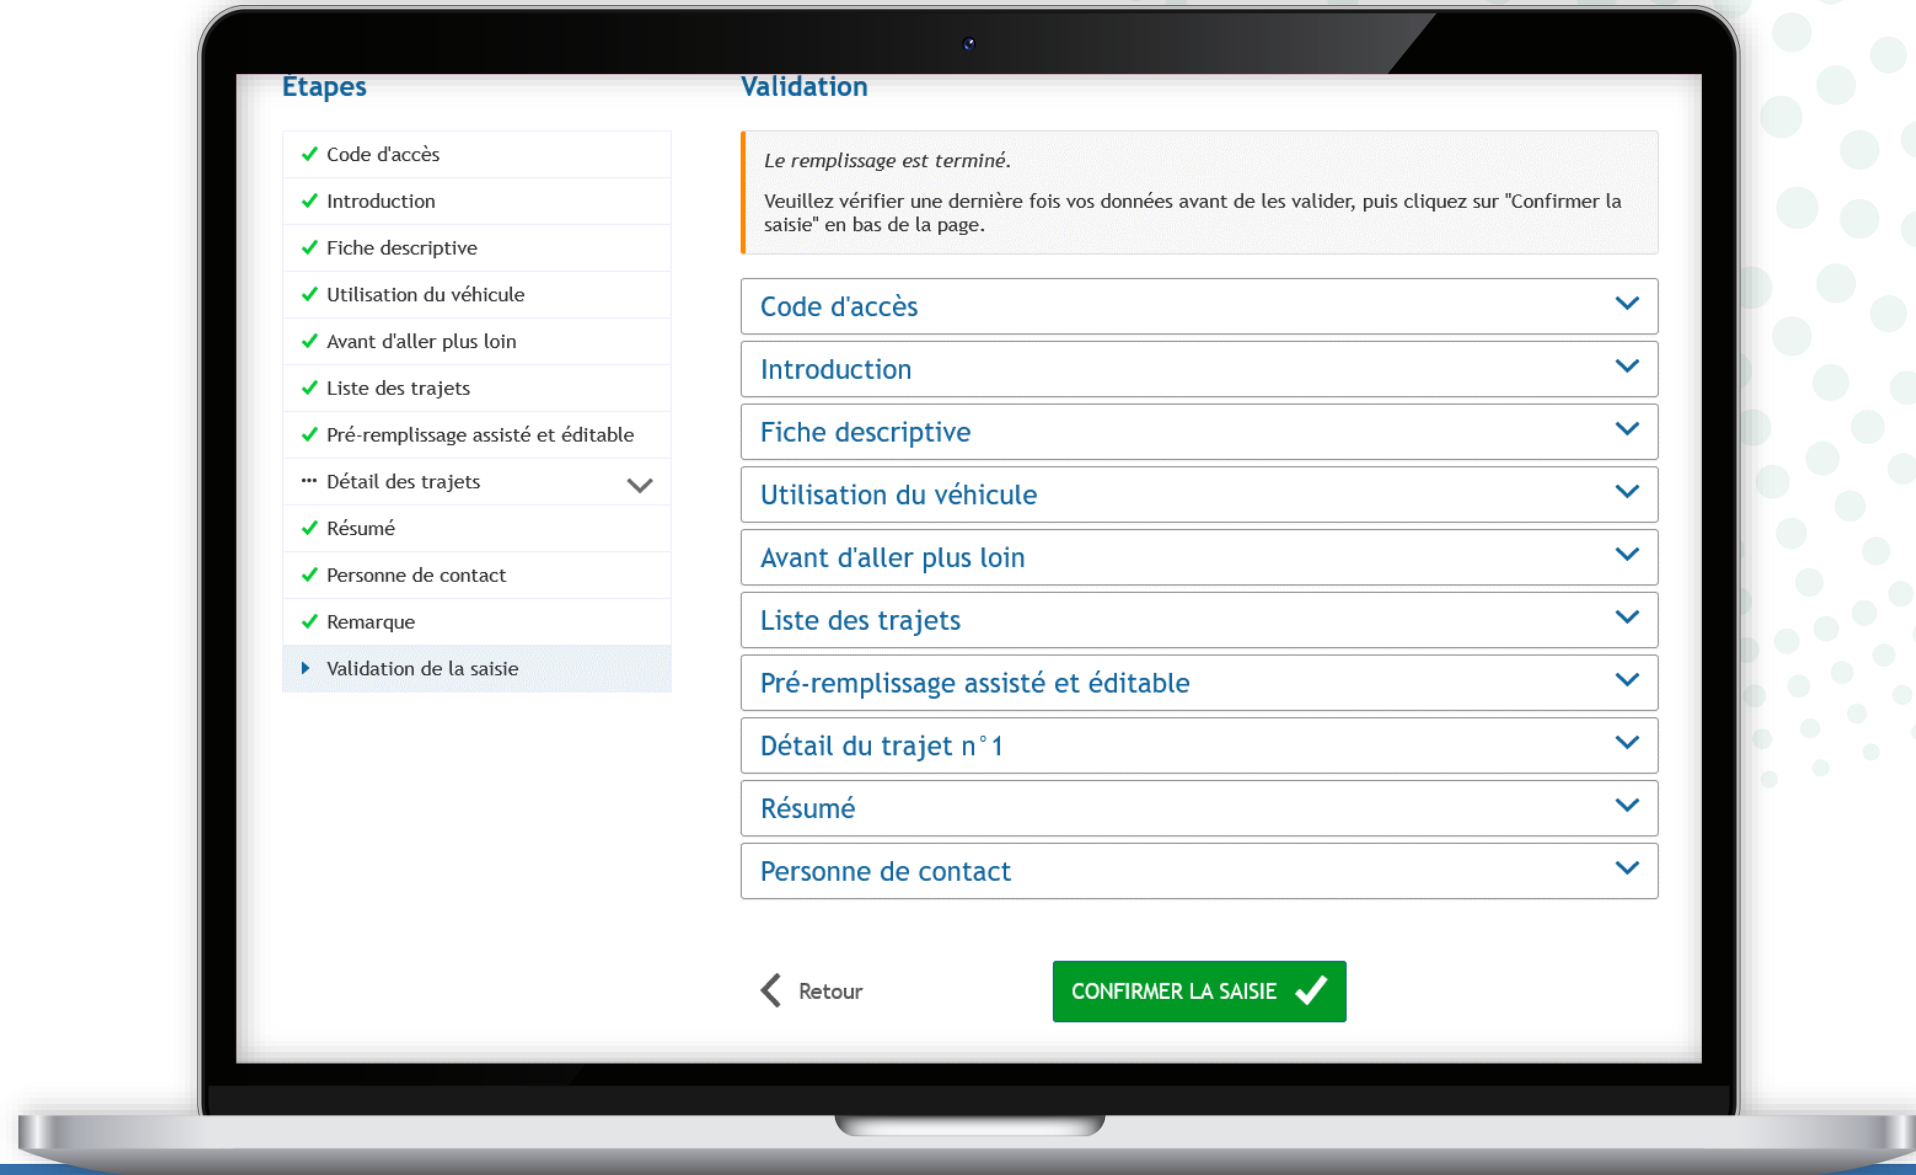 Étapes
Code d'accès
Introduction
Fiche descriptive
Utilisation du véhicule
Avant d'aller plus loin
Liste des trajets
Pré-remplissage assisté et éditable
Détail des trajets
Résumé
Personne de contact
Remarque
Validation de la saisie
Validation
Le remplissage est terminé.
Veuillez vérifier une dernière fois vos données avant de les valider, puis cliquez sur "Confirmer la
saisie" en bas de la page.
Code d'accès
Introduction
Fiche descriptive
Utilisation du véhicule
Avant d'aller plus loin
Liste des trajets
Pré-remplissage assisté et éditable
Détail du trajet n°1
Résumé
Personne de contact
Retour
CONFIRMER LA SAISIE